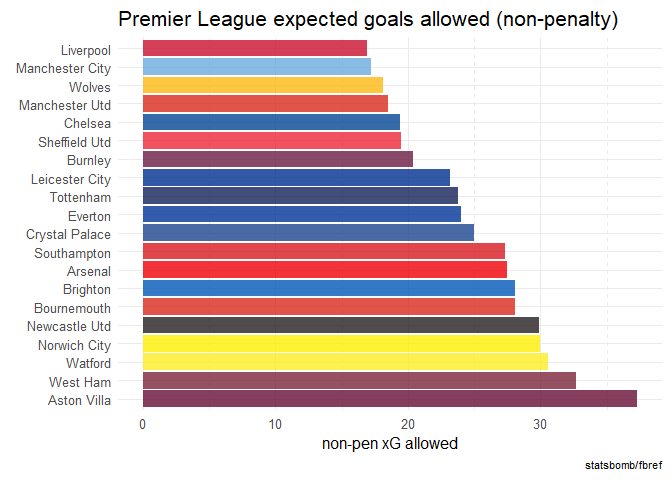 Premier League expected goals allowed (non-penalty)
Liverpool
Manchester City
Wolves
Manchester Utd
Chelsea
Sheffield Utd
Burnley
Leicester City
Tottenham
Everton
Crystal Palace
Southampton
Arsenal
Brighton
Bournemouth
Newcastle Utd
Norwich City
Watford
West Ham
Aston Villa
0 10 20 30
non-pen xG allowed
statsbomb/fbref